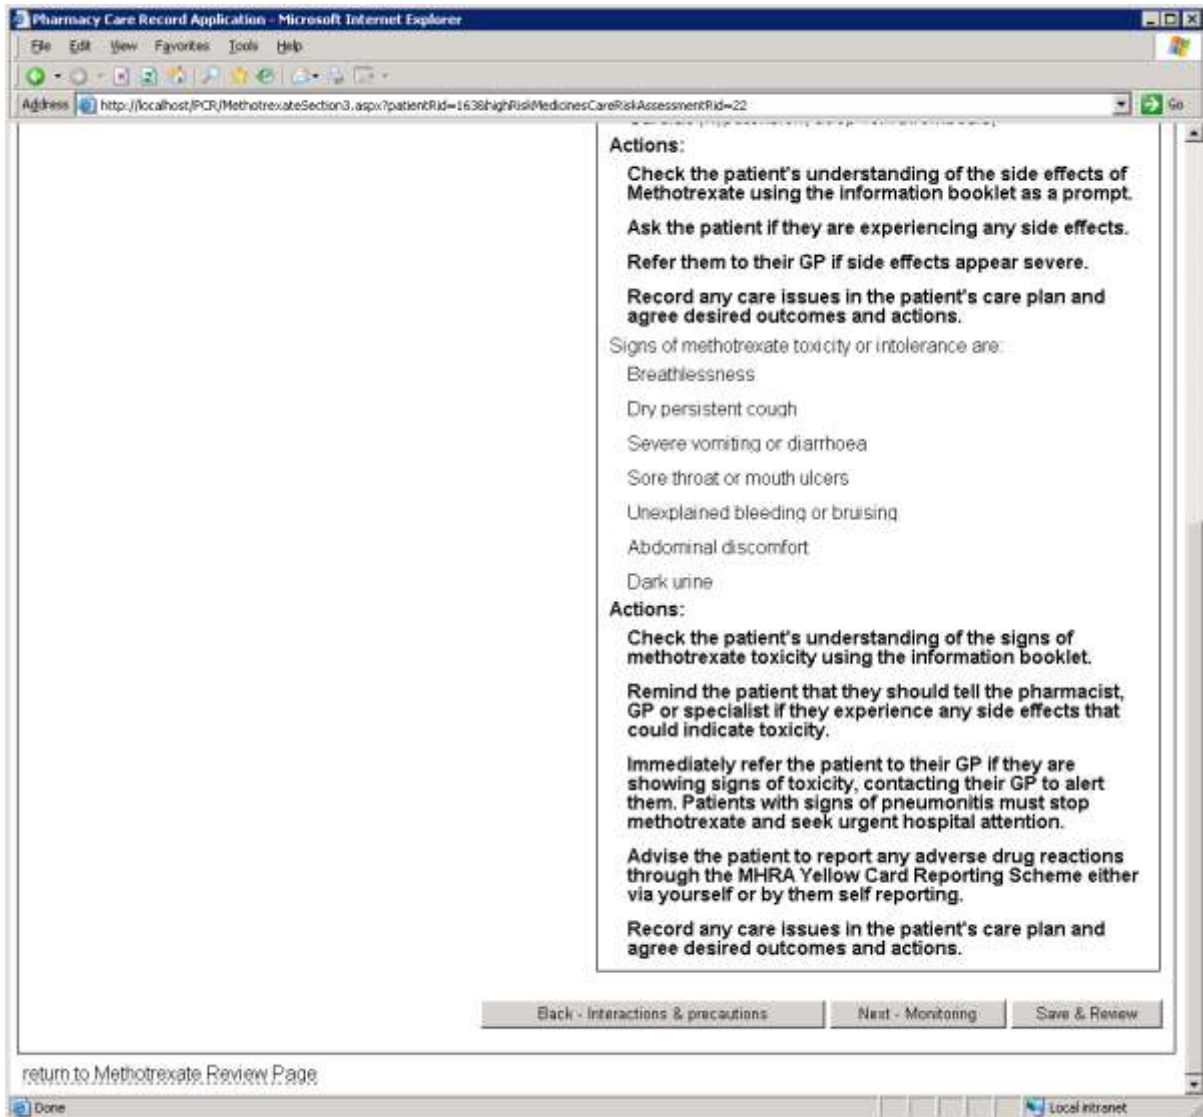 Pharmacy Care Record Application - Microsoft Internet Explorer
File Edit View Favorites Tools Help
Address http://localhost/PCR/MethotrexateSection3.aspx?patientRid=163&highRiskMedicinesCareRiskAssessmentRid=22 Go
Actions:
Check the patient's understanding of the side effects of
Methotrexate using the information booklet as a prompt.
Ask the patient if they are experiencing any side effects.
Refer them to their GP if side effects appear severe.
Record any care issues in the patient's care plan and
agree desired outcomes and actions.
Signs of methotrexate toxicity or intolerance are:
Breathlessness
Dry persistent cough
Severe vomiting or diarrhoea
Sore throat or mouth ulcers
Unexplained bleeding or bruising
Abdominal discomfort
Dark urine
Actions:
Check the patient's understanding of the signs of
methotrexate toxicity using the information booklet.
Remind the patient that they should tell the pharmacist,
GP or specialist if they experience any side effects that
could indicate toxicity.
Immediately refer the patient to their GP if they are
showing signs of toxicity, contacting their GP to alert
them. Patients with signs of pneumonitis must stop
methotrexate and seek urgent hospital attention.
Advise the patient to report any adverse drug reactions
through the MHRA Yellow Card Reporting Scheme either
via yourself or by them self reporting.
Record any care issues in the patient's care plan and
agree desired outcomes and actions.
Back - Interactions & precautions Next - Monitoring Save & Review
return to Methotrexate Review Page
Done Local intranet